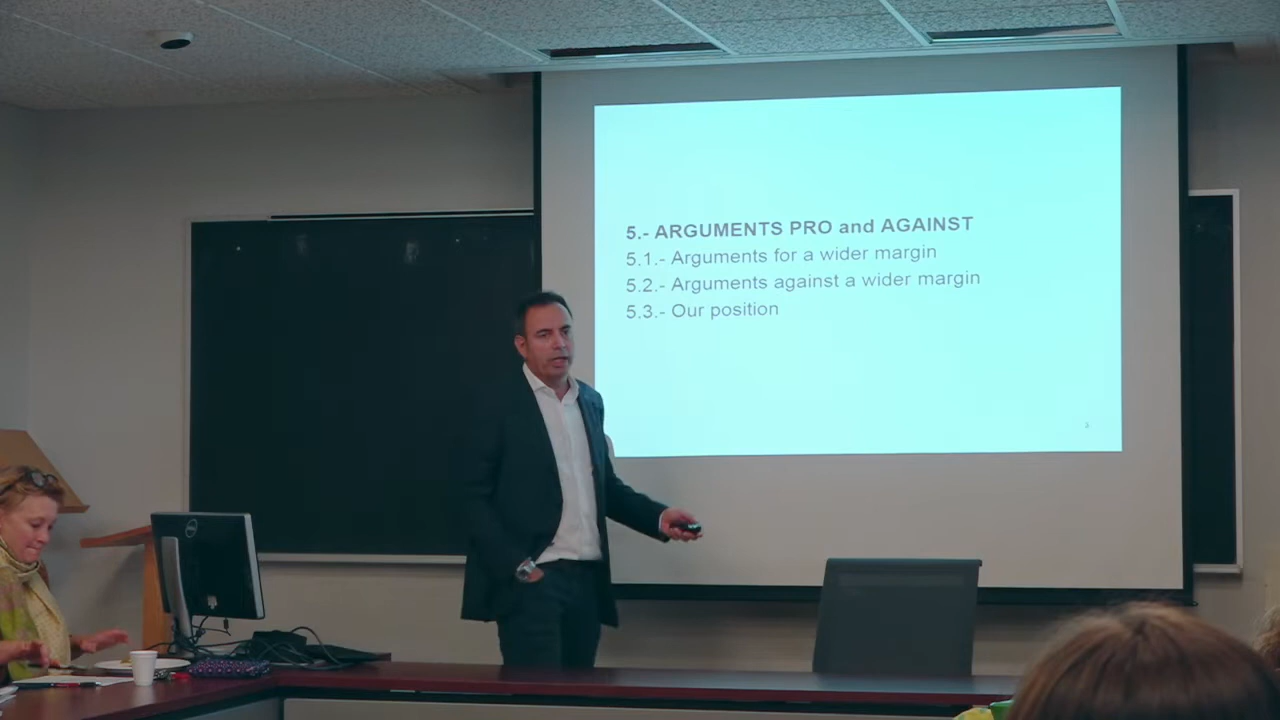 5.- ARGUMENTS PRO and AGAINST
5.1.- Arguments for a wider margin
5.2.- Arguments against a wider margin
5.3.- Our position
DELL